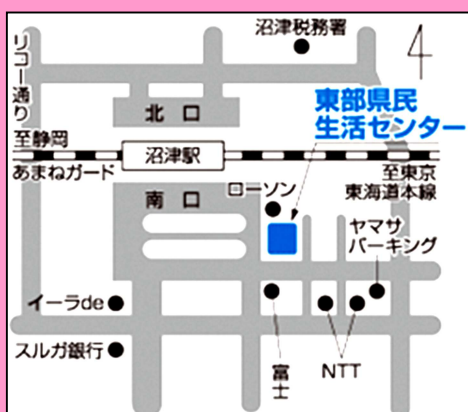 沼津税務署
リコー通り
北口
東部県民
生活センター
至静岡
沼津駅
あまねガード
至東京
東海道本線
南口
ローソン
ヤマサ
パーキング
イーラde
スルガ銀行
富士
NTT